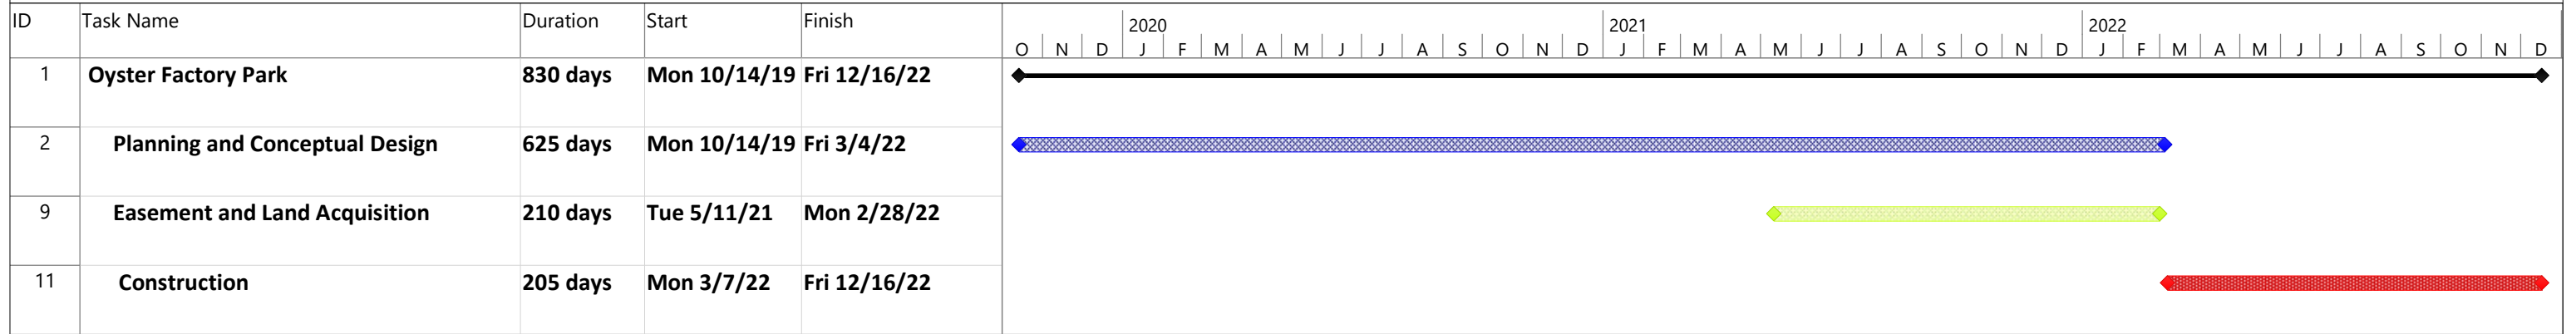 ID Task Name Duration Start Finish
2020 2021 2022
O N D J F M A M J J A S O N D J F M A M J J A S O N D J F M A M J J A S O N D
1 Oyster Factory Park 830 days Mon 10/14/19 Fri 12/16/22
2 Planning and Conceptual Design 625 days Mon 10/14/19 Fri 3/4/22
9 Easement and Land Acquisition 210 days Tue 5/11/21 Mon 2/28/22
11 Construction 205 days Mon 3/7/22 Fri 12/16/22